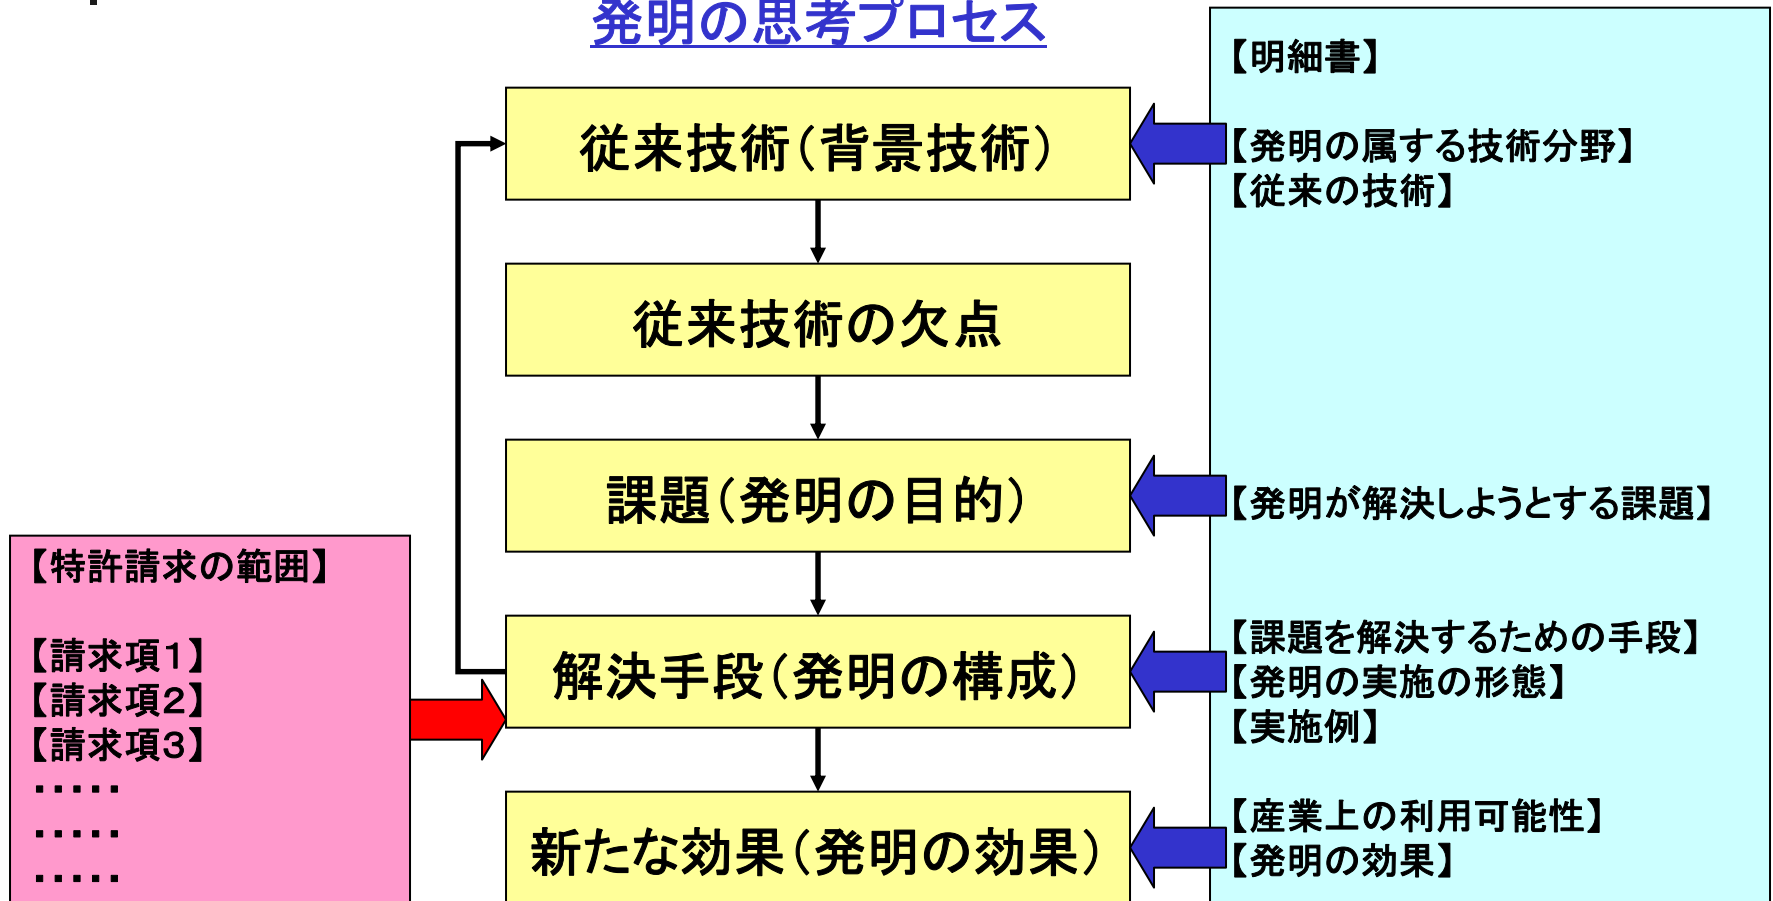 発明の思考プロセス
従来技術（背景技術）
従来技術の欠点
課題（発明の目的）
解決手段（発明の構成）
新たな効果（発明の効果）
【特許請求の範囲】
【請求項１】
【請求項２】
【請求項３】
・・・・・
・・・・・
・・・・・
【明細書】
【発明の属する技術分野】
【従来の技術】
【発明が解決しようとする課題】
【課題を解決するための手段】
【発明の実施の形態】
【実施例】
【産業上の利用可能性】
【発明の効果】